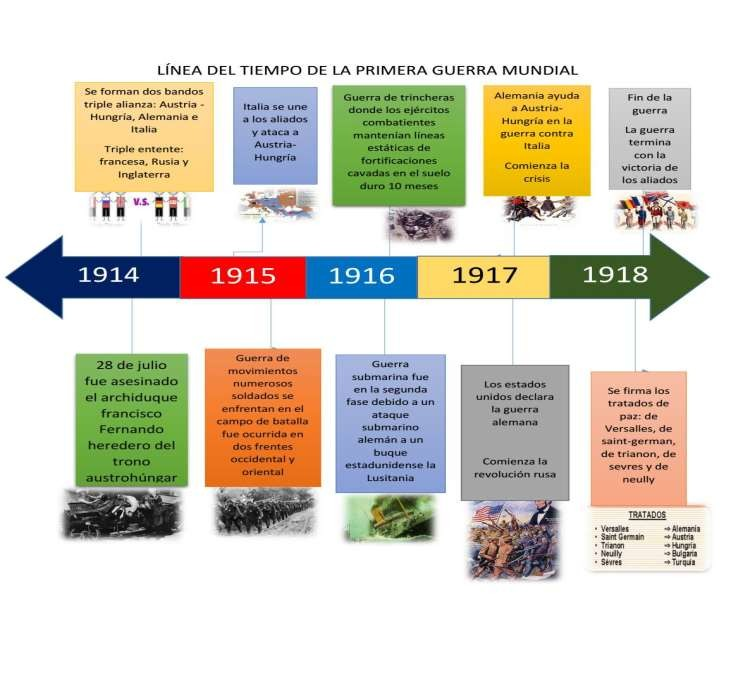 LÍNEA DEL TIEMPO DE LA PRIMERA GUERRA MUNDIAL
Se forman dos bandos
triple alianza: Austria -
Hungría, Alemania e
Italia
Triple entente:
francesa, Rusia y
Inglaterra
V.S.
Italia se une
a los aliados
y ataca a
Austria-
Hungría
Guerra de trincheras
donde los ejércitos
combatientes
mantenían líneas
estáticas de
fortificaciones
cavadas en el suelo
duro 10 meses
Alemania ayuda
a Austria-
Hungría en la
guerra contra
Italia
Comienza la
crisis
Fin de la
guerra
La guerra
termina
con la
victoria de
los aliados
1914
1915
1916
1917
1918
28 de julio
fue asesinado
el archiduque
francisco
Fernando
heredero del
trono
austrohúngar
Guerra de
movimientos
numerosos
soldados se
enfrentan en el
campo de batalla
fue ocurrida en
dos frentes
occidental y
oriental
Guerra
submarina fue
en la segunda
fase debido a un
ataque
submarino
alemán a un
buque
estadunidense la
Lusitania
Los estados
unidos declara
la guerra
alemana
Comienza la
revolución rusa
Se firma los
tratados de
paz: de
Versalles, de
saint-german,
de trianon, de
sevres y de
neully
TRATADOS
• Versalles ⇒ Alemania
• Saint Germain ⇒ Austria
• Trianon ⇒ Hungría
• Neuilly ⇒ Bulgaria
• Sèvres ⇒ Turquía